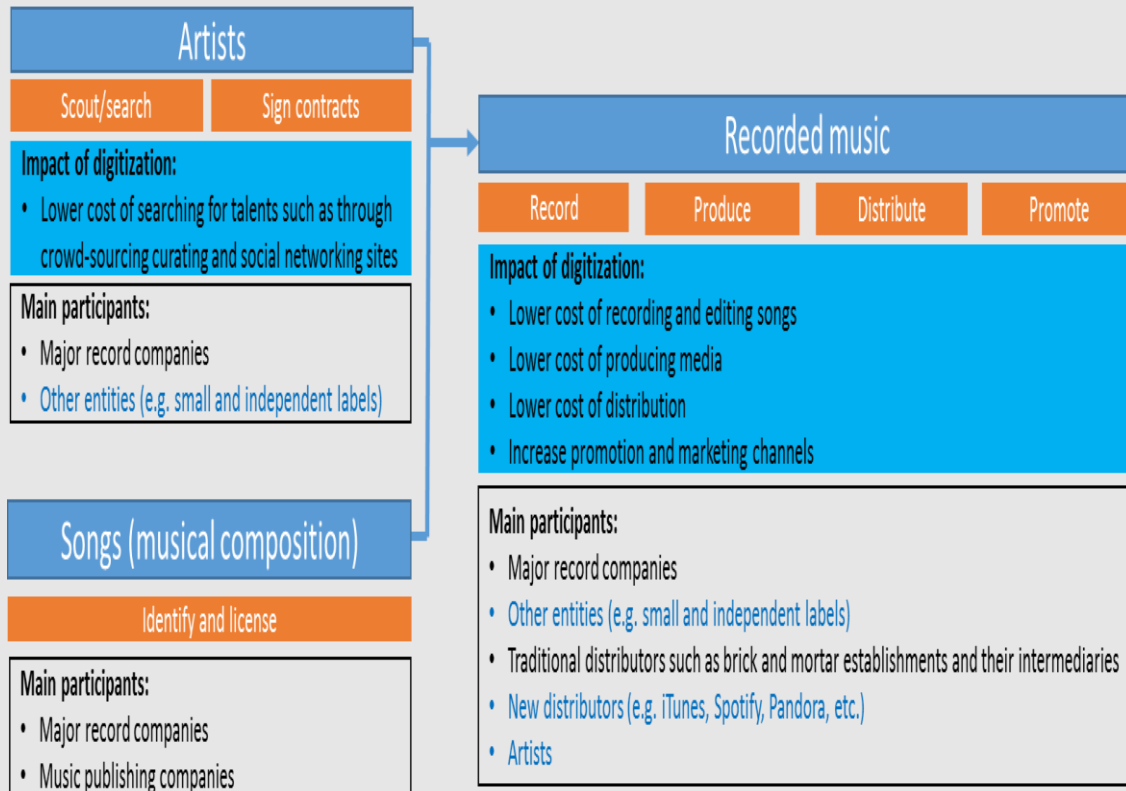 Artists
Scout/search
Sign contracts
Impact of digitization:
• Lower cost of searching for talents such as through
crowd-sourcing curating and social networking sites
Main participants:
• Major record companies
• Other entities (e.g. small and independent labels)
Songs (musical composition)
Identify and license
Main participants:
• Major record companies
• Music publishing companies
Recorded music
Record
Produce
Distribute
Promote
Impact of digitization:
• Lower cost of recording and editing songs
• Lower cost of producing media
• Lower cost of distribution
• Increase promotion and marketing channels
Main participants:
• Major record companies
• Other entities (e.g. small and independent labels)
• Traditional distributors such as brick and mortar establishments and their intermediaries
• New distributors (e.g. iTunes, Spotify, Pandora, etc.)
• Artists